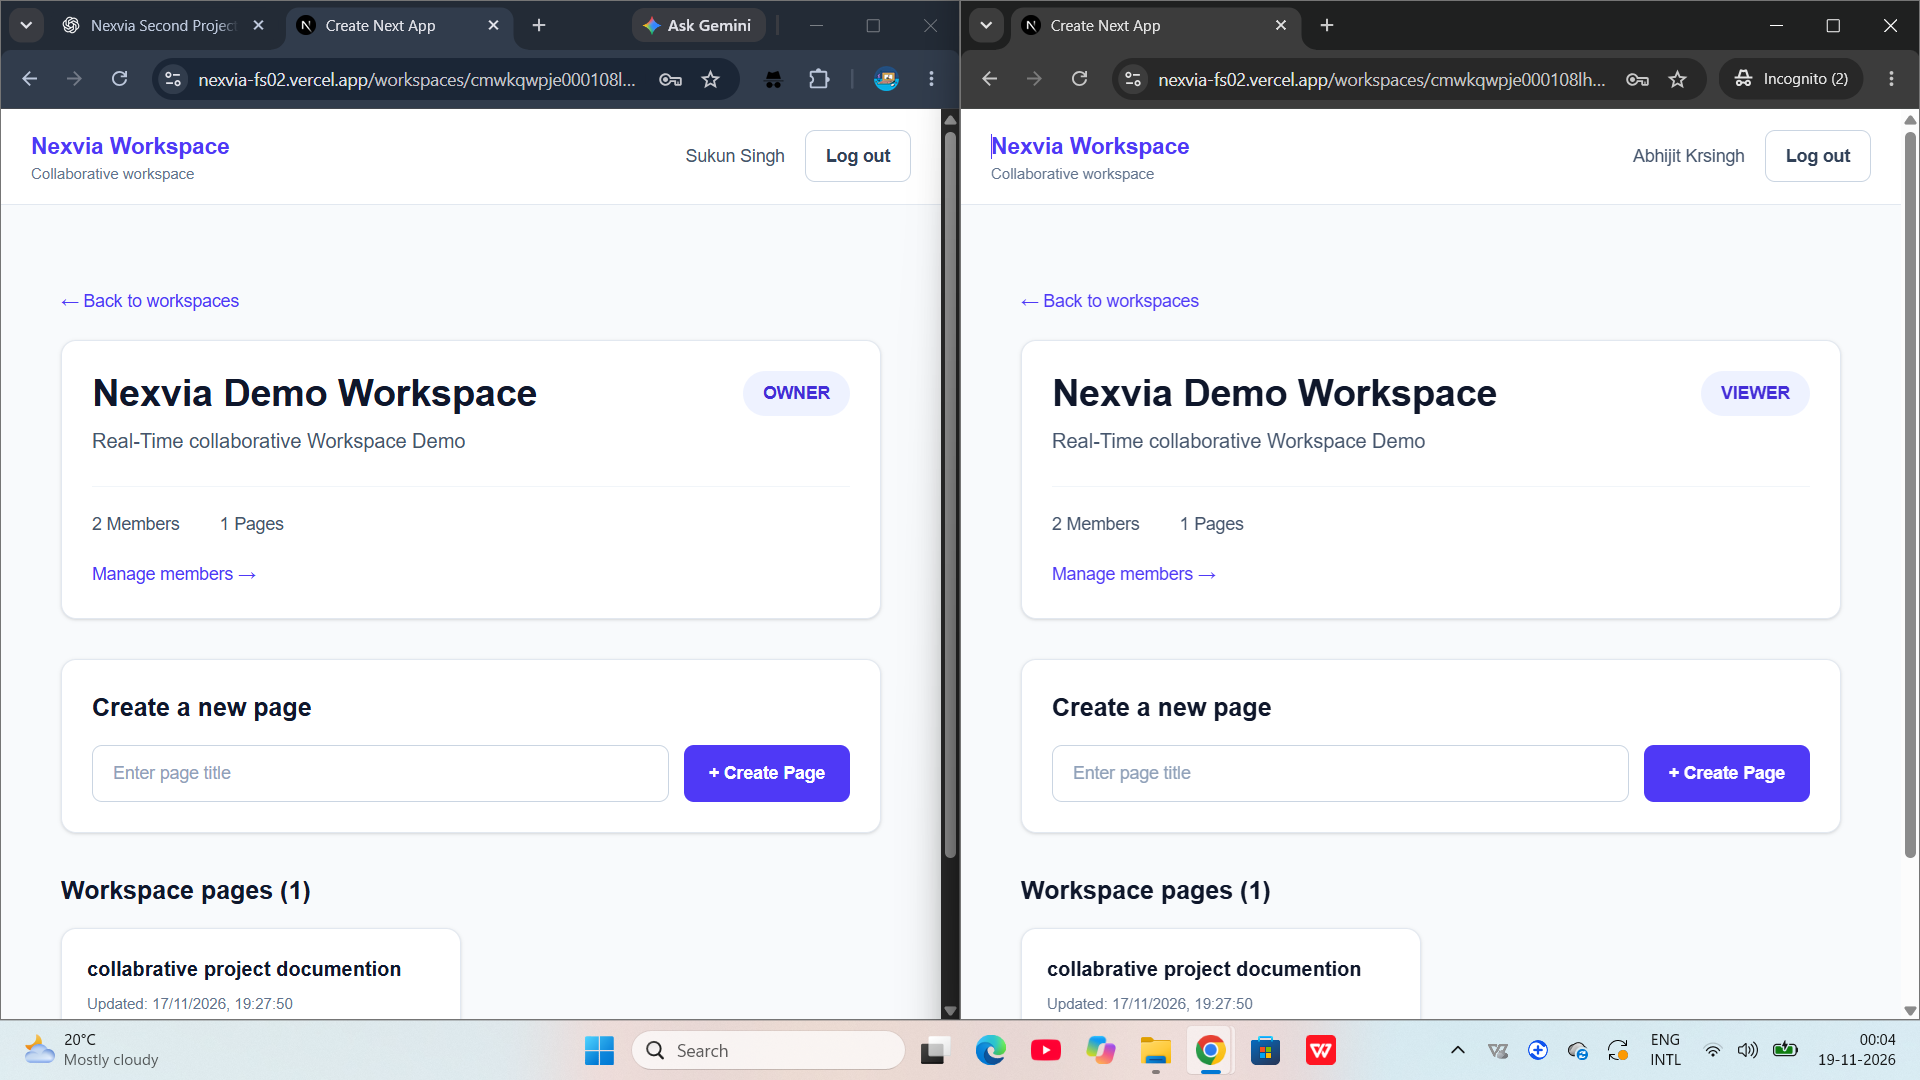 Nexvia Second Project
Create Next App
Ask Gemini
nexvia-fs02.vercel.app/workspaces/cmwkqwpje000108l...
Nexvia Workspace
Collaborative workspace
Sukun Singh
Log out
← Back to workspaces
Nexvia Demo Workspace
OWNER
Real-Time collaborative Workspace Demo
2 Members
1 Pages
Manage members →
Create a new page
Enter page title
+ Create Page
Workspace pages (1)
collabrative project documention
Updated: 17/11/2026, 19:27:50
Create Next App
nexvia-fs02.vercel.app/workspaces/cmwkqwpje000108lh...
Incognito (2)
Nexvia Workspace
Collaborative workspace
Abhijit Krsingh
Log out
← Back to workspaces
Nexvia Demo Workspace
VIEWER
Real-Time collaborative Workspace Demo
2 Members
1 Pages
Manage members →
Create a new page
Enter page title
+ Create Page
Workspace pages (1)
collabrative project documention
Updated: 17/11/2026, 19:27:50
20°C
Mostly cloudy
Search
ENG
INTL
00:04
19-11-2026